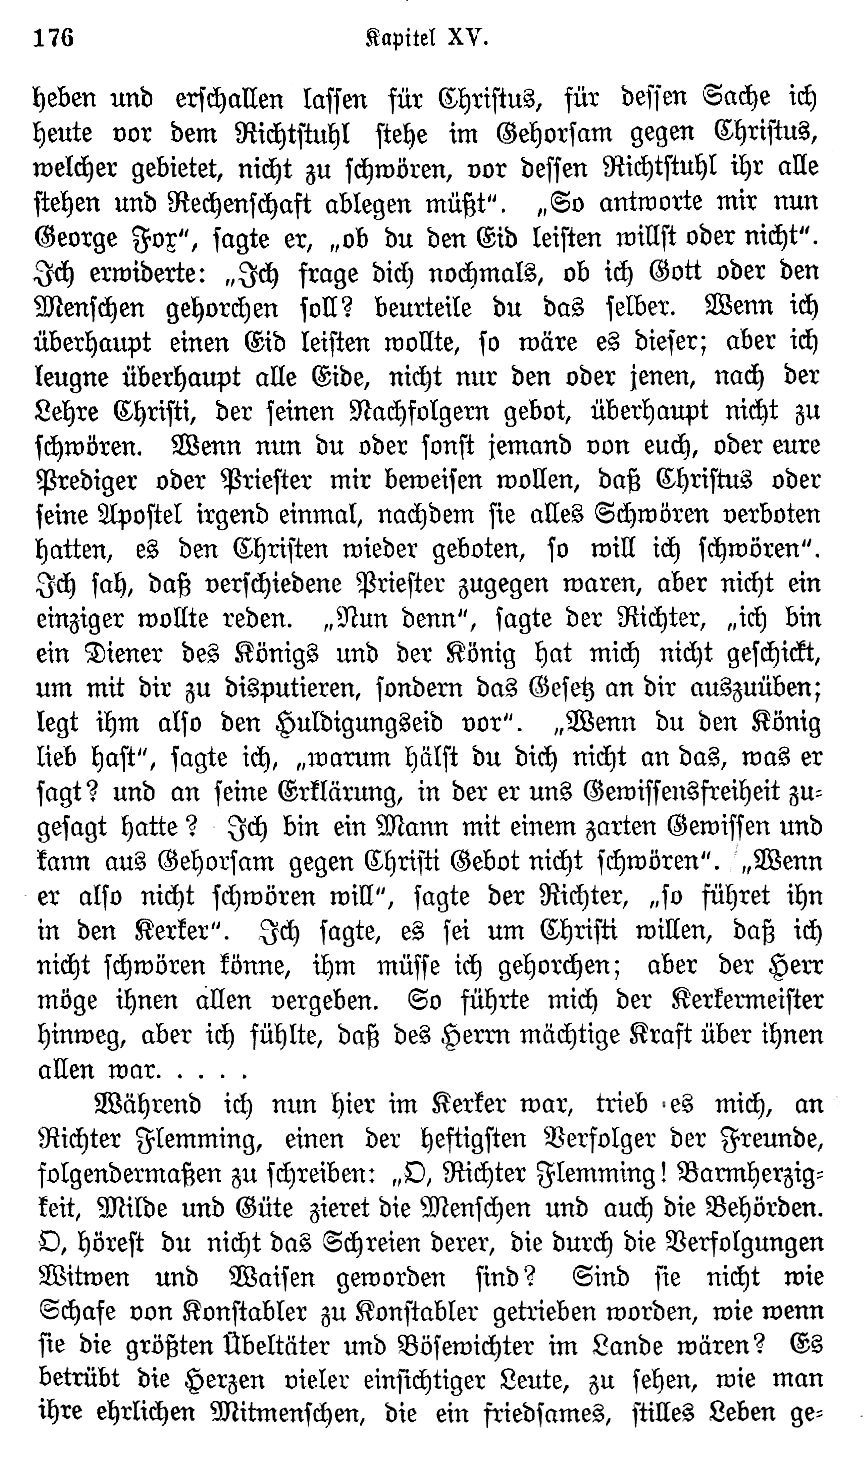 176 Kapitel XV.
heben und erschallen lassen für Christus, für dessen Sache ich
heute vor dem Richtstuhl stehe im Gehorsam gegen Christus,
welcher gebietet, nicht zu schwören, vor dessen Richtstuhl ihr alle
stehen und Rechenschaft ablegen müßt“. „So antworte mir nun
George Fox“, sagte er, „ob du den Eid leisten willst oder nicht“.
Ich erwiderte: „Ich frage dich nochmals, ob ich Gott oder den
Menschen gehorchen soll? beurteile du das selber. Wenn ich
überhaupt einen Eid leisten wollte, so wäre es dieser; aber ich
leugne überhaupt alle Eide, nicht nur den oder jenen, nach der
Lehre Christi, der seinen Nachfolgern gebot, überhaupt nicht zu
schwören. Wenn nun du oder sonst jemand von euch, oder eure
Prediger oder Priester mir beweisen wollen, daß Christus oder
seine Apostel irgend einmal, nachdem sie alles Schwören verboten
hatten, es den Christen wieder geboten, so will ich schwören“.
Ich sah, daß verschiedene Priester zugegen waren, aber nicht ein
einziger wollte reden. „Nun denn“, sagte der Richter, „ich bin
ein Diener des Königs und der König hat mich nicht geschickt,
um mit dir zu disputieren, sondern das Gesetz an dir auszuüben;
legt ihm also den Huldigungseid vor“. „Wenn du den König
lieb hast“, sagte ich, „warum hälst du dich nicht an das, was er
sagt? und an seine Erklärung, in der er uns Gewissensfreiheit zu-
gesagt hatte? Ich bin ein Mann mit einem zarten Gewissen und
kann aus Gehorsam gegen Christi Gebot nicht schwören“. „Wenn
er also nicht schwören will“, sagte der Richter, „so führet ihn
in den Kerker“. Ich sagte, es sei um Christi willen, daß ich
nicht schwören könne, ihm müsse ich gehorchen; aber der Herr
möge ihnen allen vergeben. So führte mich der Kerkermeister
hinweg, aber ich fühlte, daß des Herrn mächtige Kraft über ihnen
allen war. . . . .
Während ich nun hier im Kerker war, trieb es mich, an
Richter Flemming, einen der heftigsten Verfolger der Freunde,
folgendermaßen zu schreiben: „O, Richter Flemming! Barmherzig-
keit, Milde und Güte zieret die Menschen und auch die Behörden.
O, hörest du nicht das Schreien derer, die durch die Verfolgungen
Witwen und Waisen geworden sind? Sind sie nicht wie
Schafe von Konstabler zu Konstabler getrieben worden, wie wenn
sie die größten Übeltäter und Bösewichter im Lande wären? Es
betrübt die Herzen vieler einsichtiger Leute, zu sehen, wie man
ihre ehrlichen Mitmenschen, die ein friedsames, stilles Leben ge-